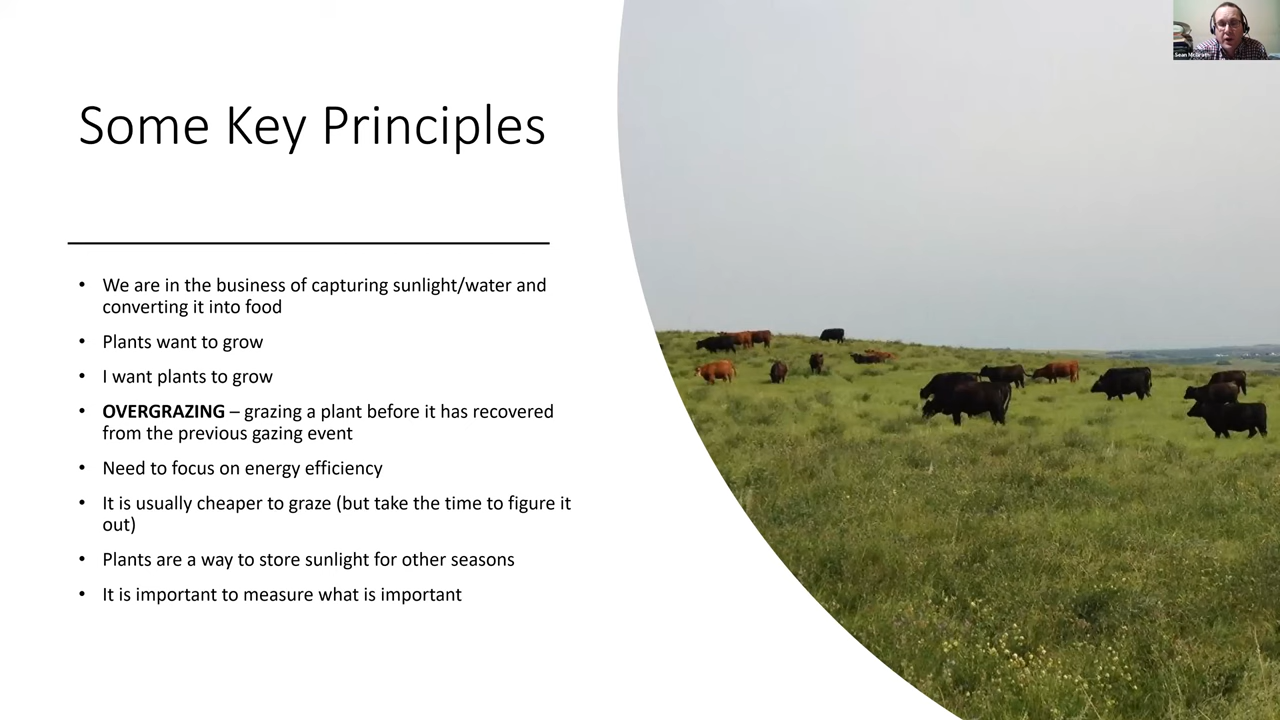 Some Key Principles
• We are in the business of capturing sunlight/water and
converting it into food
• Plants want to grow
• I want plants to grow
• OVERGRAZING – grazing a plant before it has recovered
from the previous gazing event
• Need to focus on energy efficiency
• It is usually cheaper to graze (but take the time to figure it
out)
• Plants are a way to store sunlight for other seasons
• It is important to measure what is important
Sean McGrath